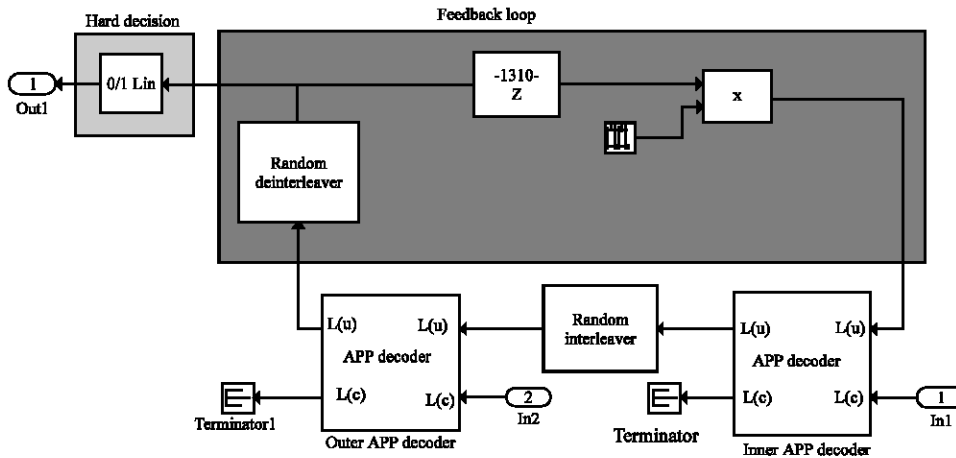 Feedback loop
Hard decision
1
Out1
0/1 Lin
-1310-
Z
x
Random
deinterleaver
L(u)
L(u)
APP decoder
L(c)
L(c)
Outer APP decoder
Terminator1
Random
interleaver
2
In2
L(u)
L(u)
APP decoder
L(c)
L(c)
Inner APP decoder
Terminator
1
In1